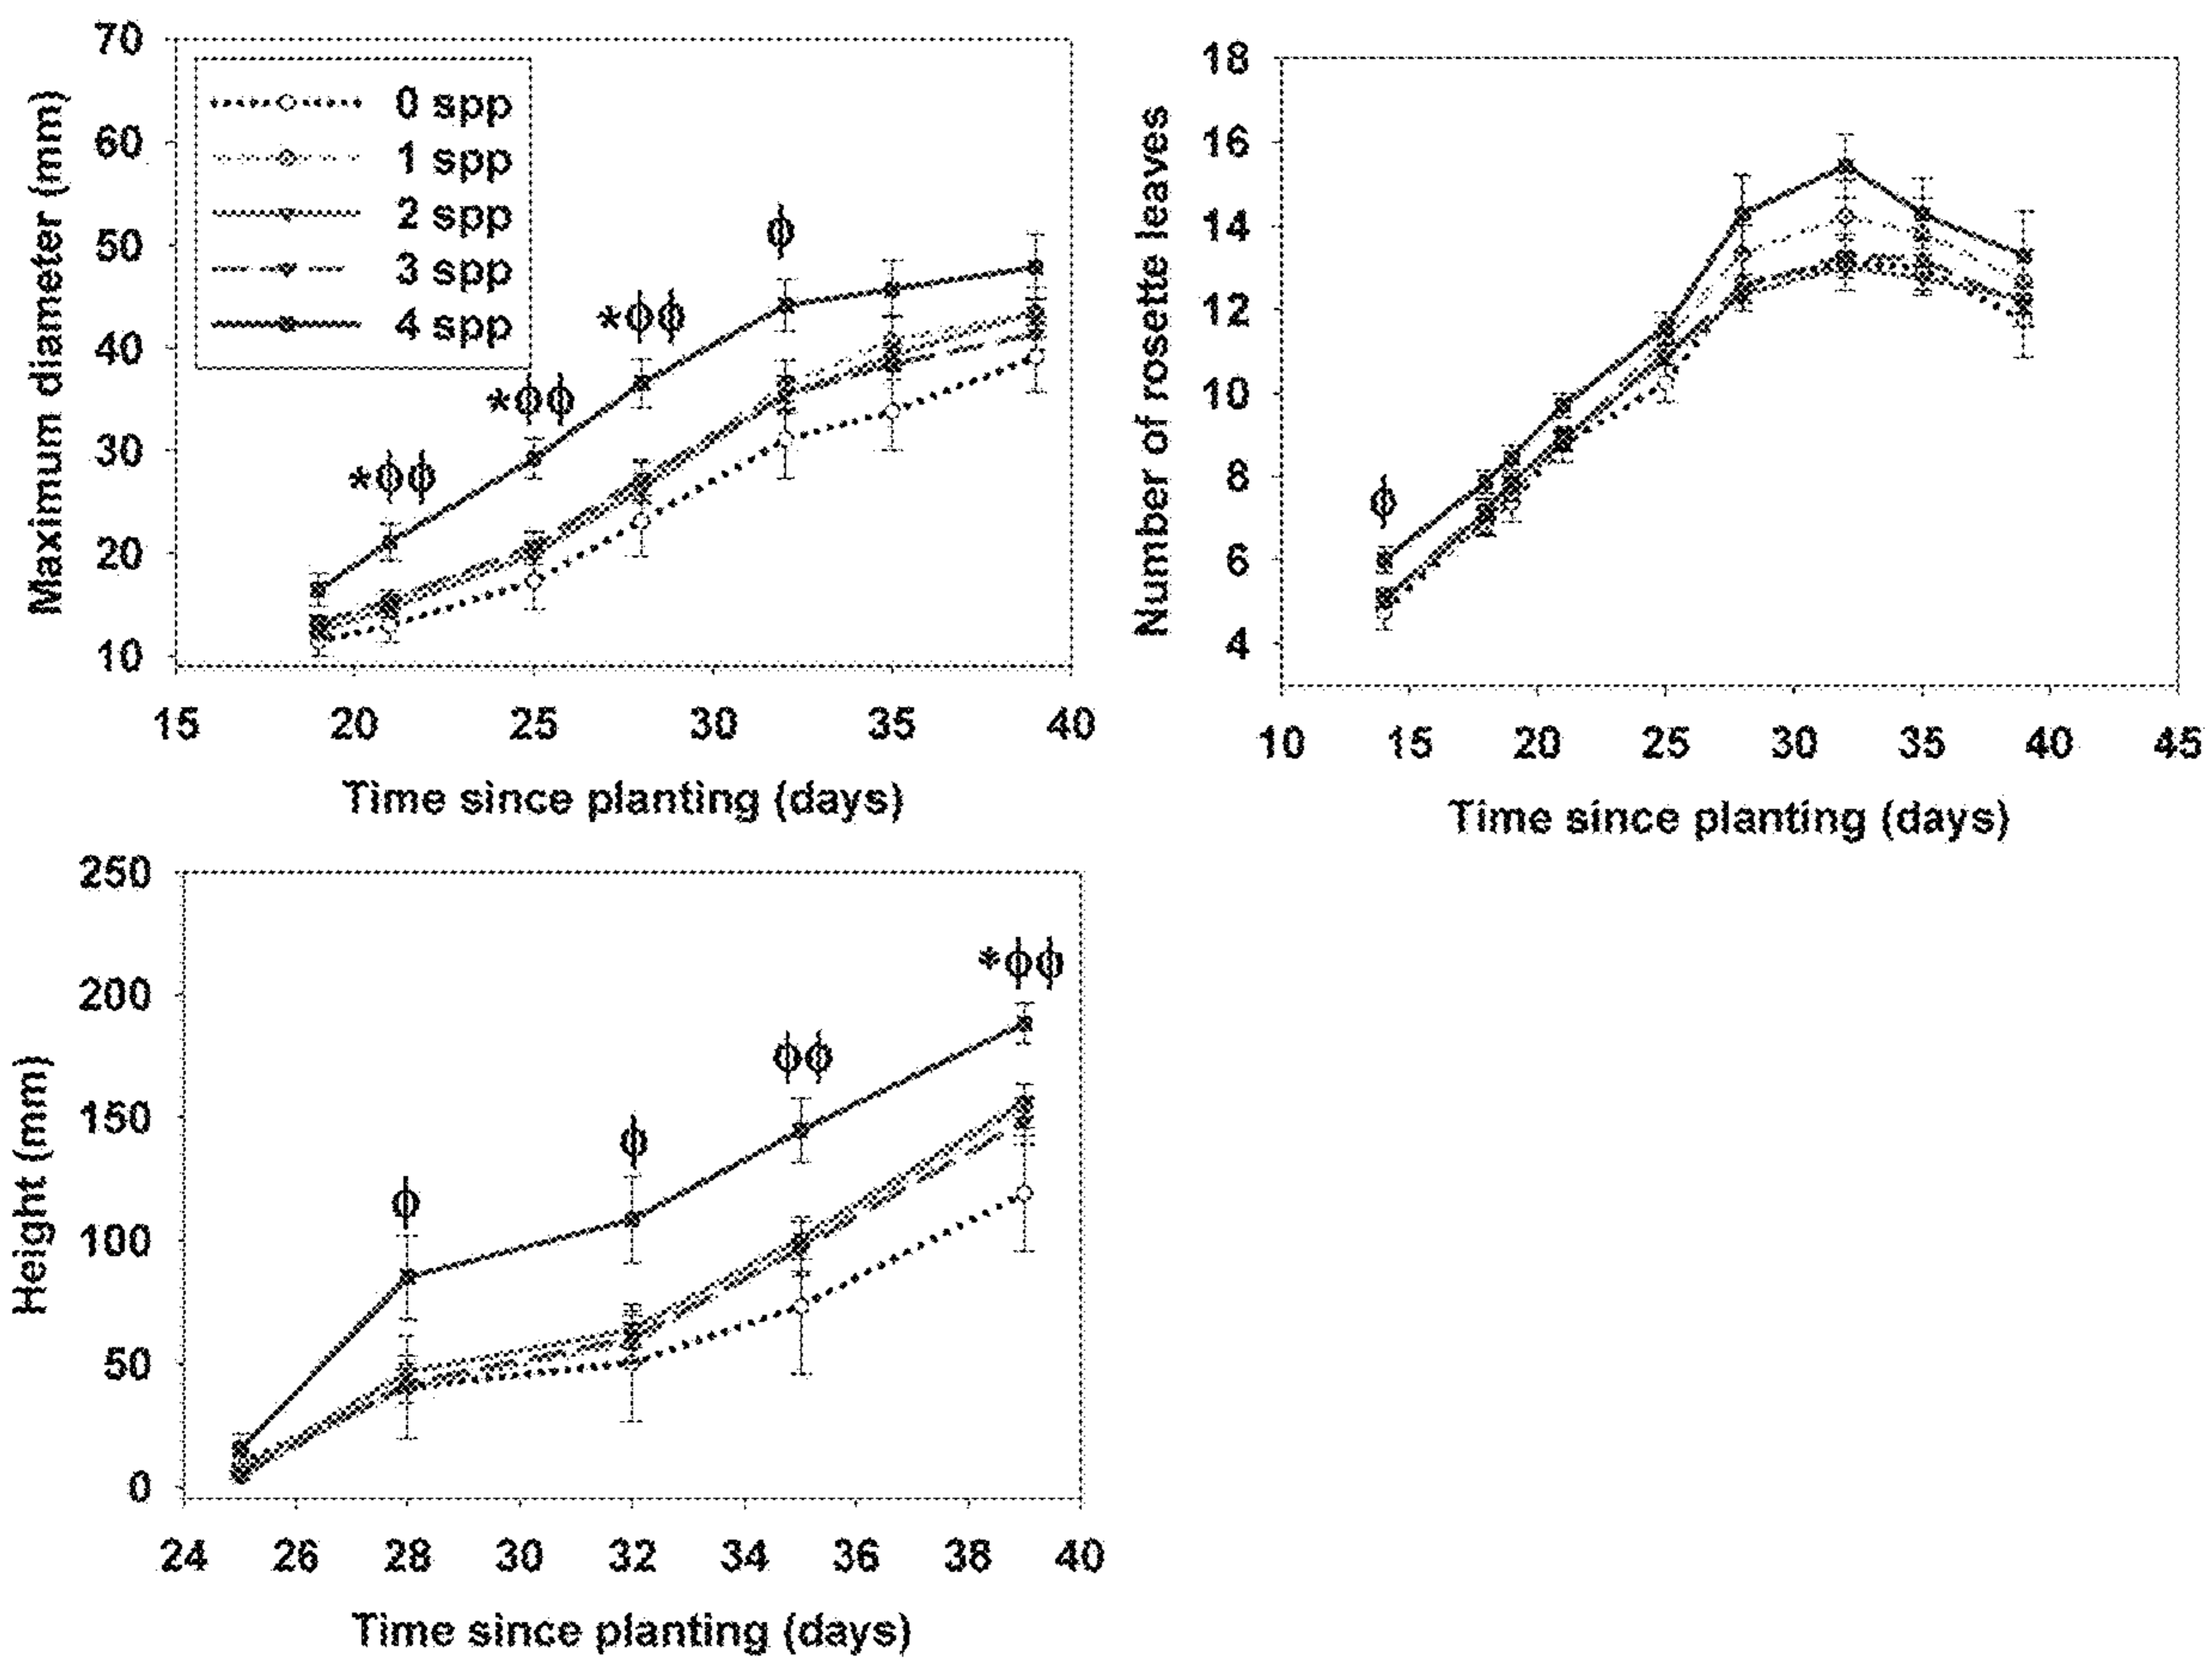 70
60
50
40
30
20
10
Maximum diameter (mm)
0 spp
1 spp
2 spp
3 spp
4 spp
*ϕϕ
*ϕϕ
*ϕϕ
ϕ
15 20 25 30 35 40
Time since planting (days)
18
16
14
12
10
8
6
4
Number of rosette leaves
ϕ
10 15 20 25 30 35 40 45
Time since planting (days)
250
200
150
100
50
0
Height (mm)
ϕ
ϕ
ϕϕ
*ϕϕ
24 26 28 30 32 34 36 38 40
Time since planting (days)